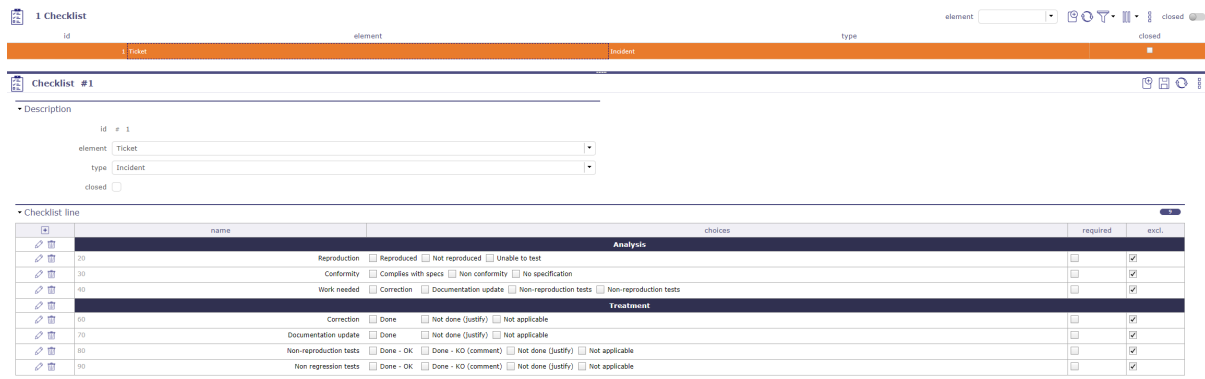 1 Checklist element closed
id element type closed
1 Ticket Incident
Checklist #1
Description
id # 1
element Ticket
type Incident
closed
Checklist line 9
name choices required excl.
Analysis
20 Reproduction Reproduced Not reproduced Unable to test
30 Conformity Complies with specs Non conformity No specification
40 Work needed Correction Documentation update Non-reproduction tests Non-reproduction tests
Treatment
60 Correction Done Not done (justify) Not applicable
70 Documentation update Done Not done (justify) Not applicable
80 Non-reproduction tests Done - OK Done - KO (comment) Not done (justify) Not applicable
90 Non regression tests Done - OK Done - KO (comment) Not done (justify) Not applicable